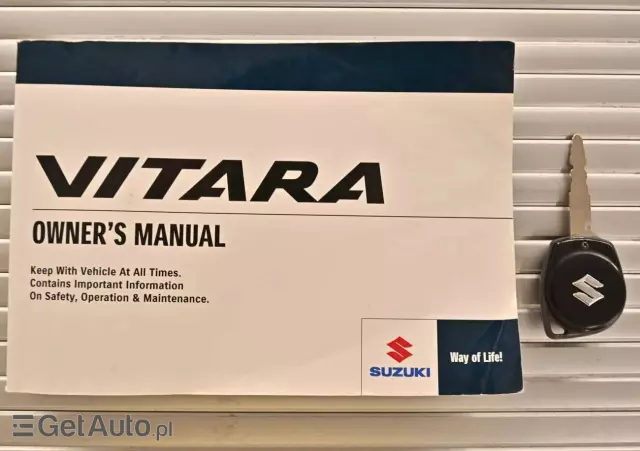 VITARA
OWNER'S MANUAL
Keep With Vehicle At All Times.
Contains Important Information
On Safety, Operation & Maintenance.
SUZUKI
Way of Life!
GetAuto.pl